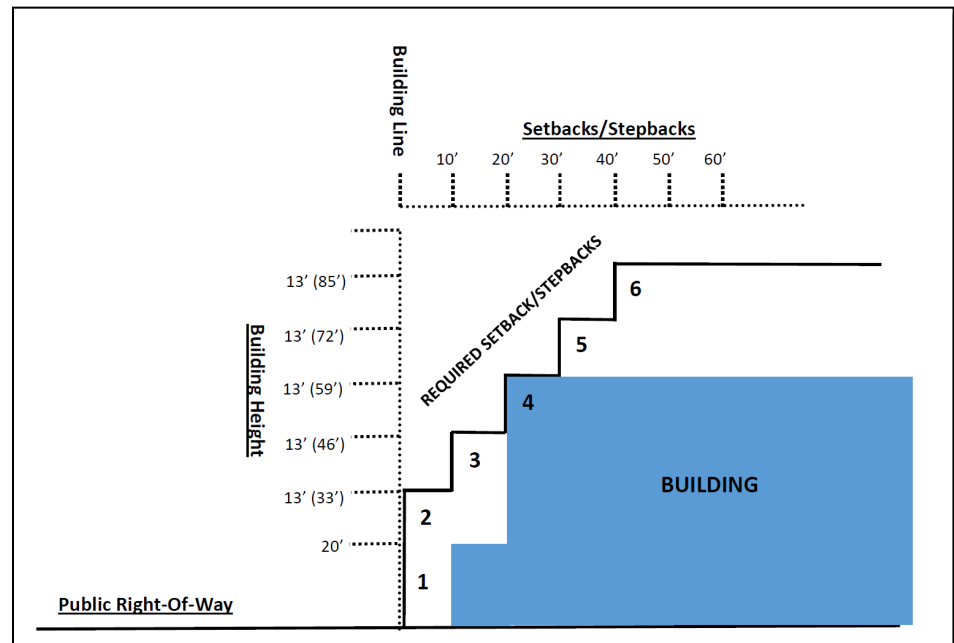 Building Line
Setbacks/Stepbacks
10’ 20’ 30’ 40’ 50’ 60’
REQUIRED SETBACK/STEPBACKS
Building Height
13’ (85’)
13’ (72’)
13’ (59’)
13’ (46’)
13’ (33’)
20’
6
5
4
3
2
1
BUILDING
Public Right-Of-Way